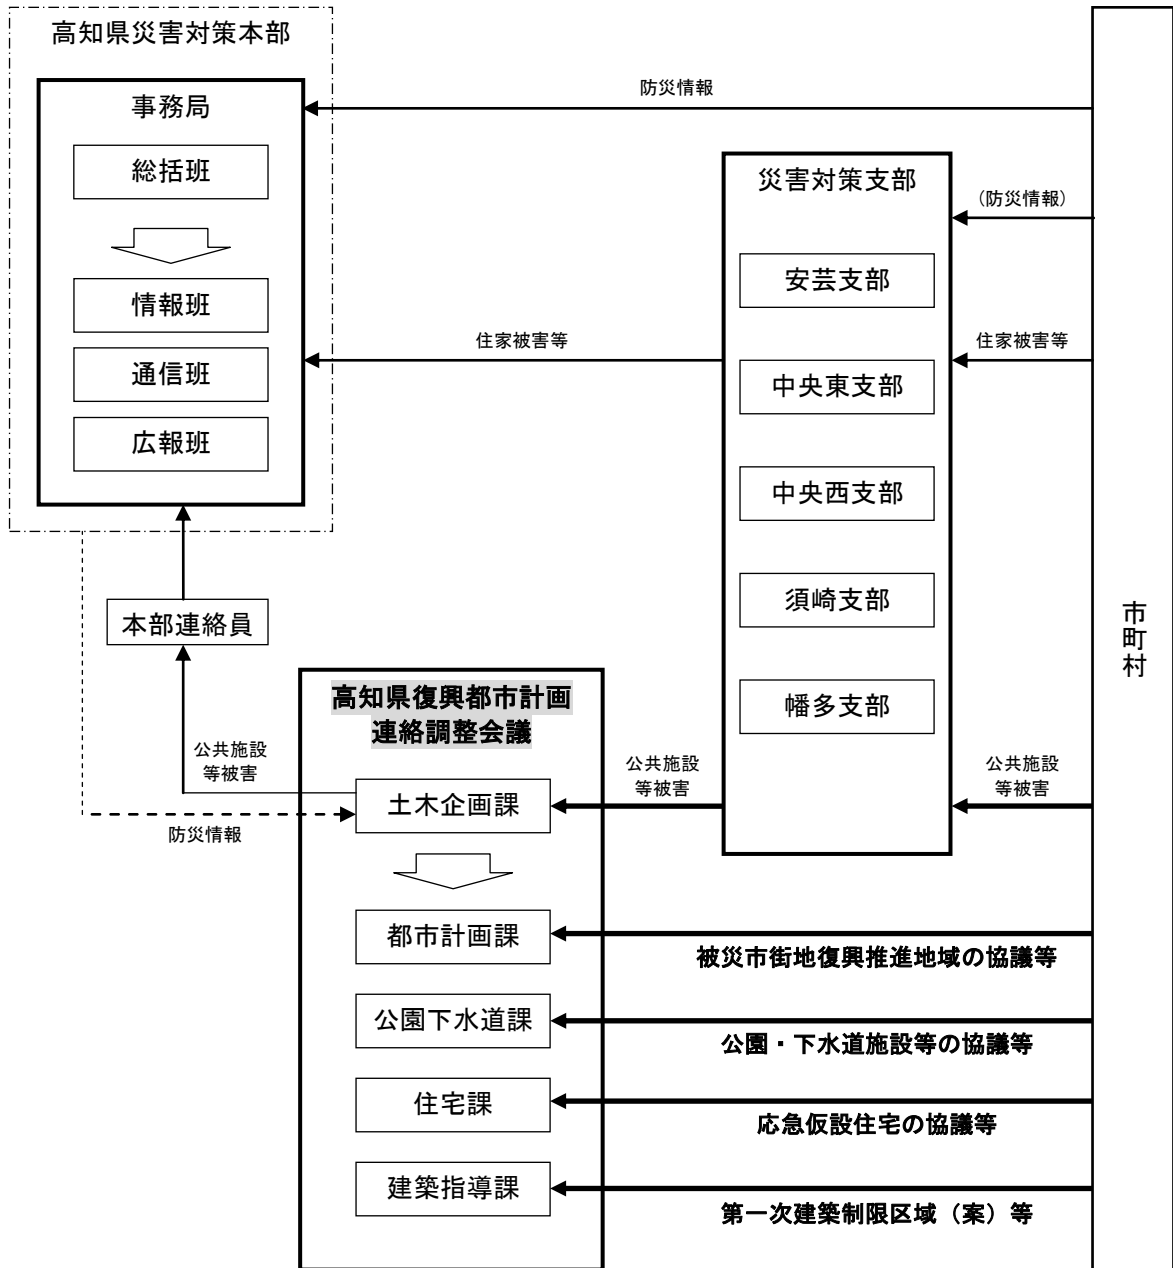 高知県災害対策本部
事務局
総括班
情報班
通信班
広報班
防災情報
災害対策支部
(防災情報)
安芸支部
住家被害等
住家被害等
中央東支部
中央西支部
須崎支部
幡多支部
市町村
本部連絡員
高知県復興都市計画
連絡調整会議
公共施設
等被害
公共施設
等被害
公共施設
等被害
土木企画課
防災情報
都市計画課
被災市街地復興推進地域の協議等
公園下水道課
公園・下水道施設等の協議等
住宅課
応急仮設住宅の協議等
建築指導課
第一次建築制限区域（案）等